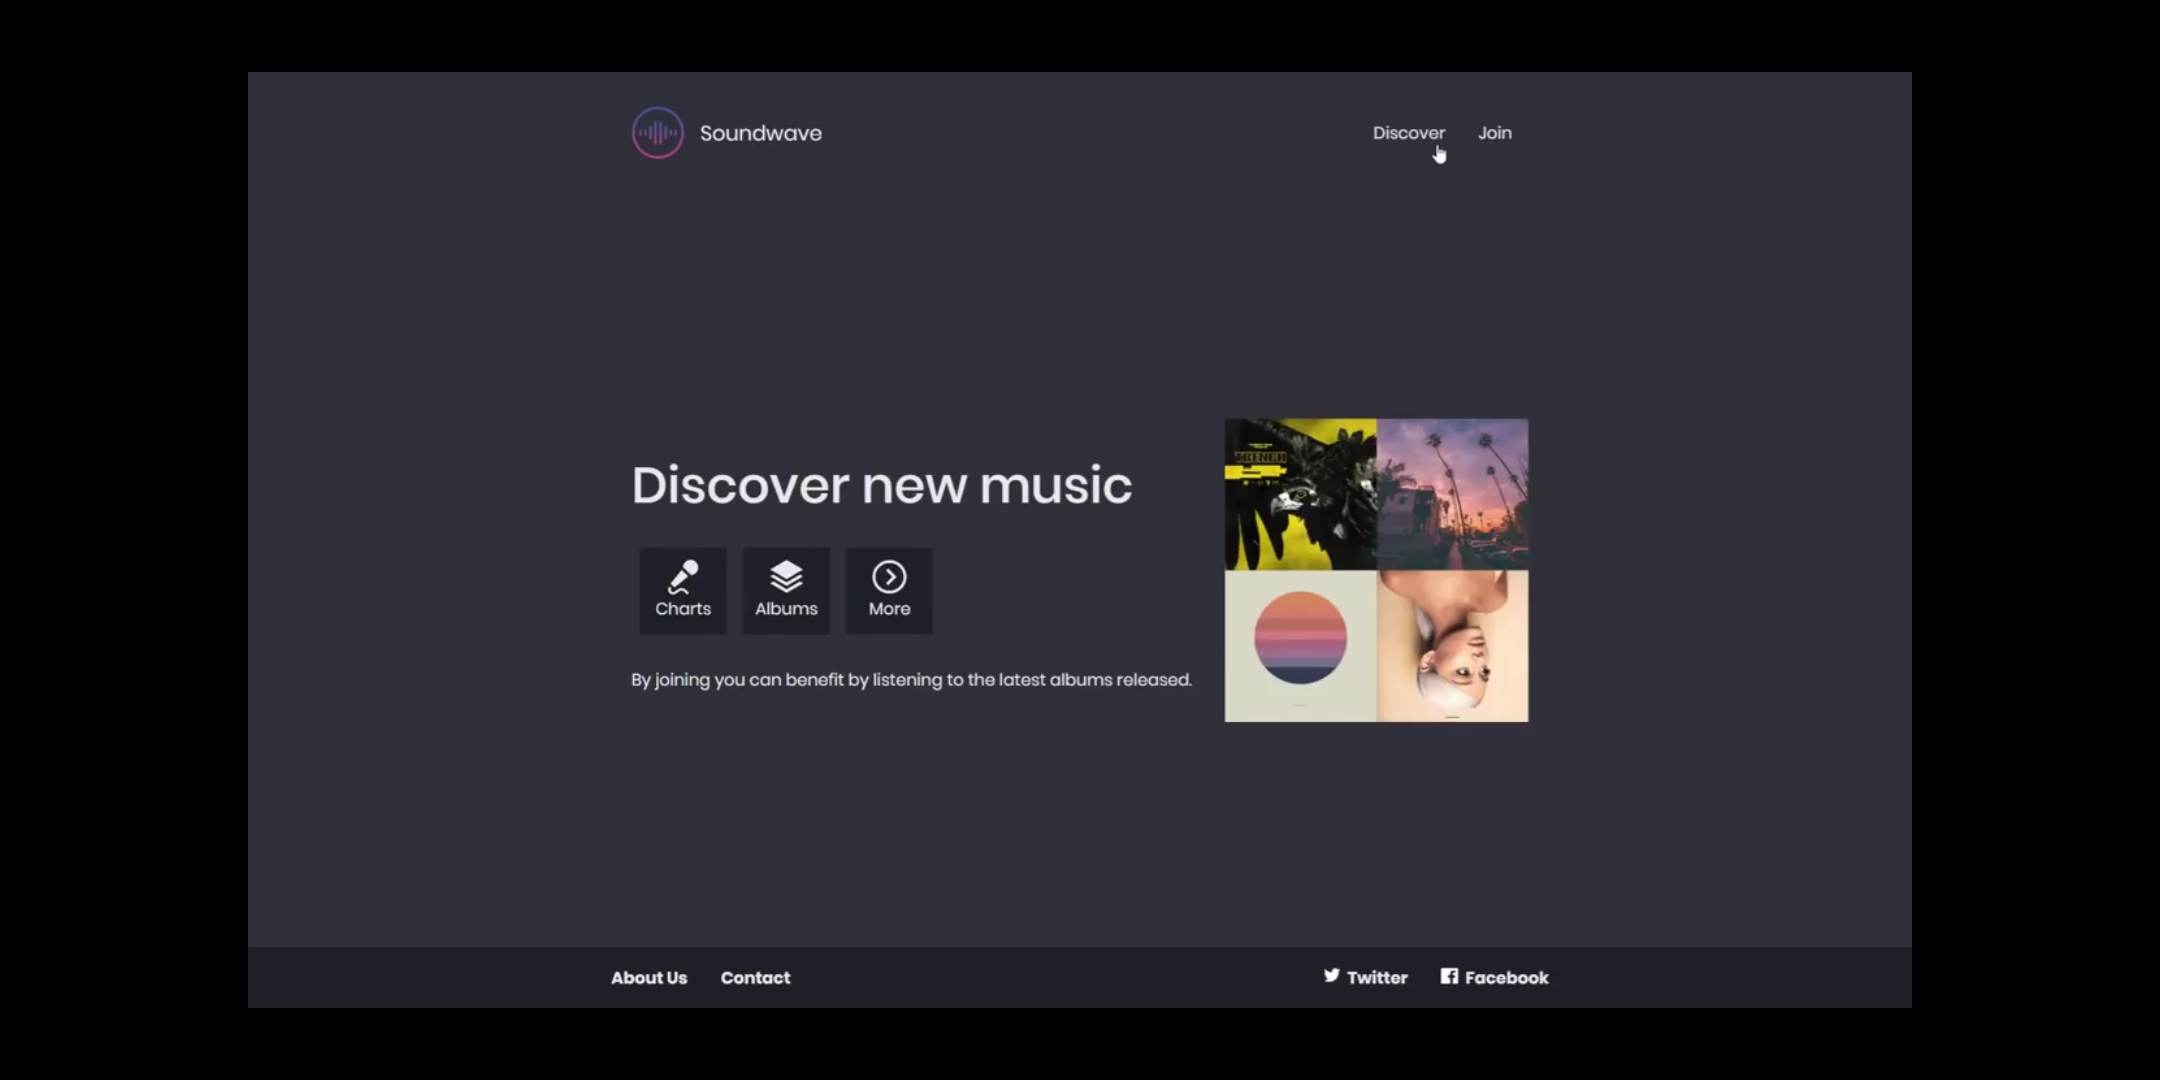 Soundwave
Discover Join
Discover new music
TRENCH
Charts Albums More
By joining you can benefit by listening to the latest albums released.
About Us Contact Twitter Facebook